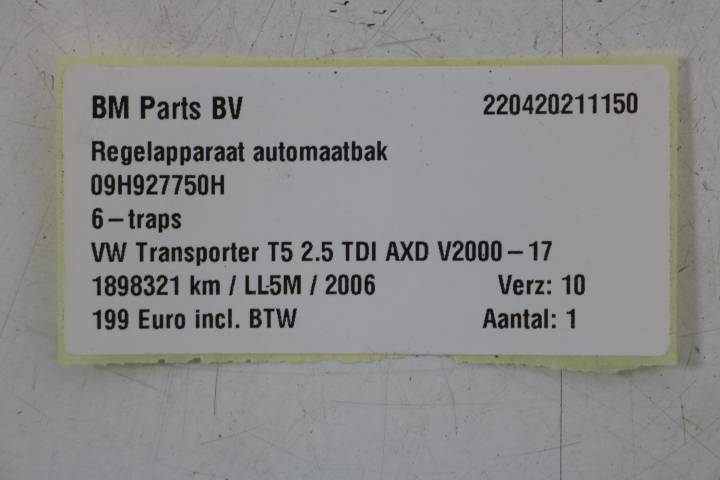 BM Parts BV 220420211150
Regelapparaat automaatbak
09H927750H
6-traps
VW Transporter T5 2.5 TDI AXD V2000-17
1898321 km / LL5M / 2006 Verz: 10
199 Euro incl. BTW Aantal: 1